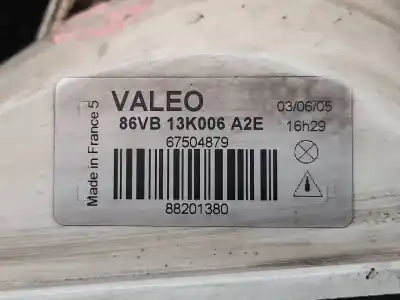 Made in France 5
VALEO
03/06/05
86VB 13K006 A2E
16h29
67504879
88201380